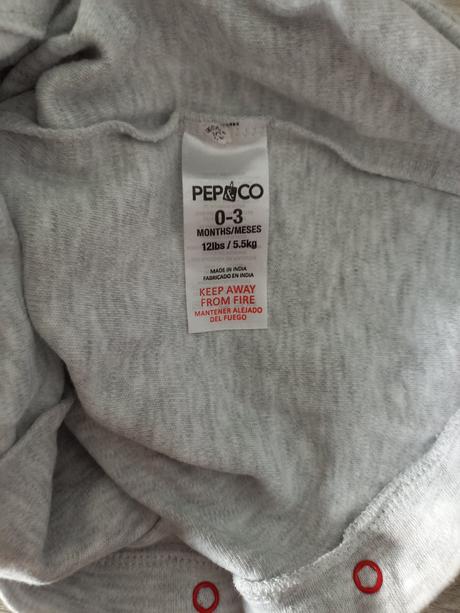 PEP&CO
0-3
MONTHS/MESES
12lbs / 5.5kg
MADE IN INDIA
FABRICADO EN INDIA
KEEP AWAY
FROM FIRE
MANTENER ALEJADO
DEL FUEGO